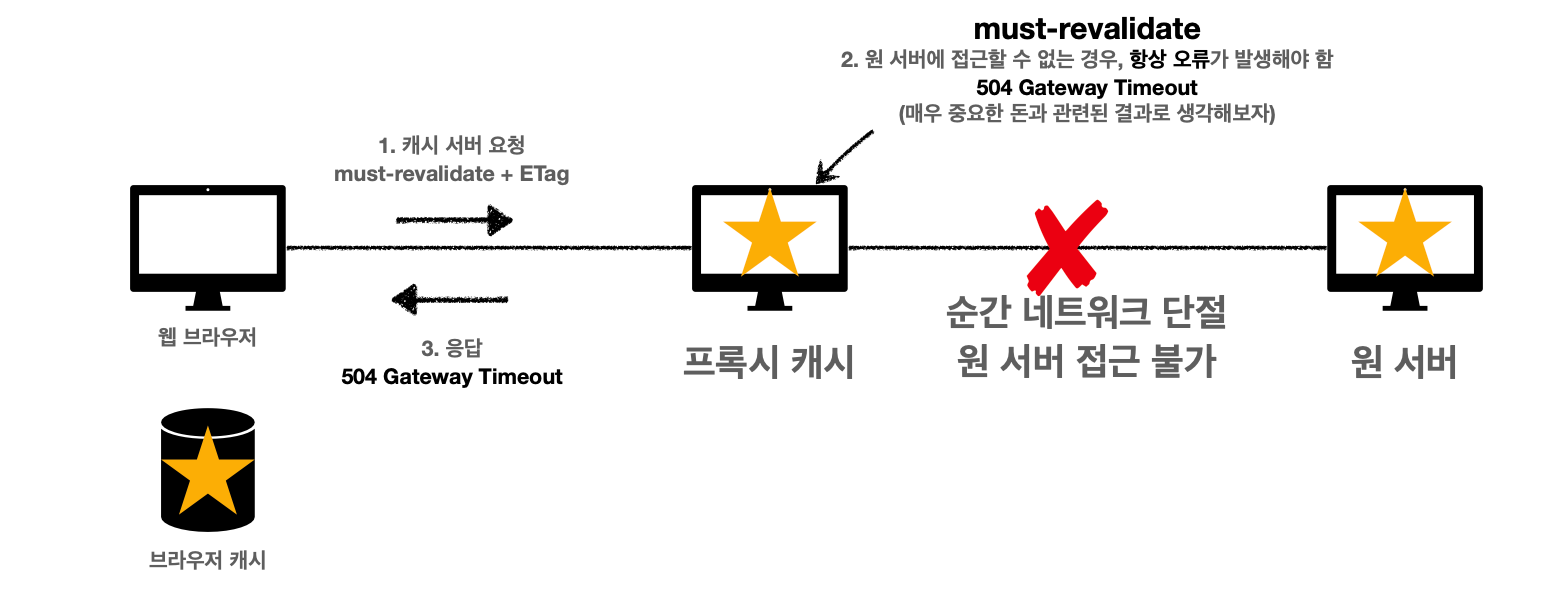 must-revalidate
2. 원 서버에 접근할 수 없는 경우, 항상 오류가 발생해야 함
504 Gateway Timeout
(매우 중요한 돈과 관련된 결과로 생각해보자)
1. 캐시 서버 요청
must-revalidate + ETag
웹 브라우저
3. 응답
504 Gateway Timeout
프록시 캐시
순간 네트워크 단절
원 서버 접근 불가
원 서버
브라우저 캐시